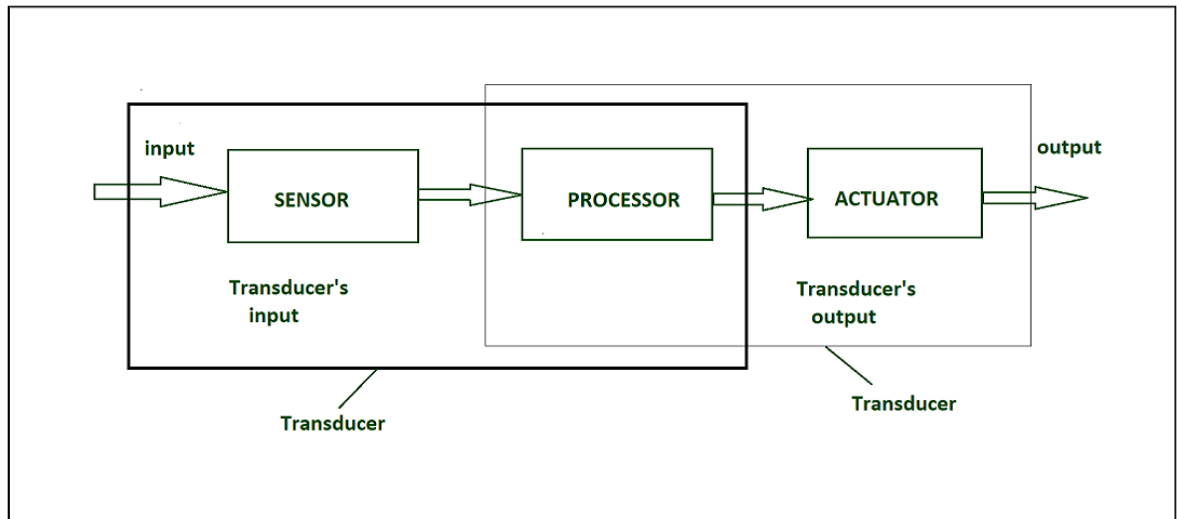 input
SENSOR
PROCESSOR
ACTUATOR
output
Transducer's
input
Transducer's
output
Transducer
Transducer